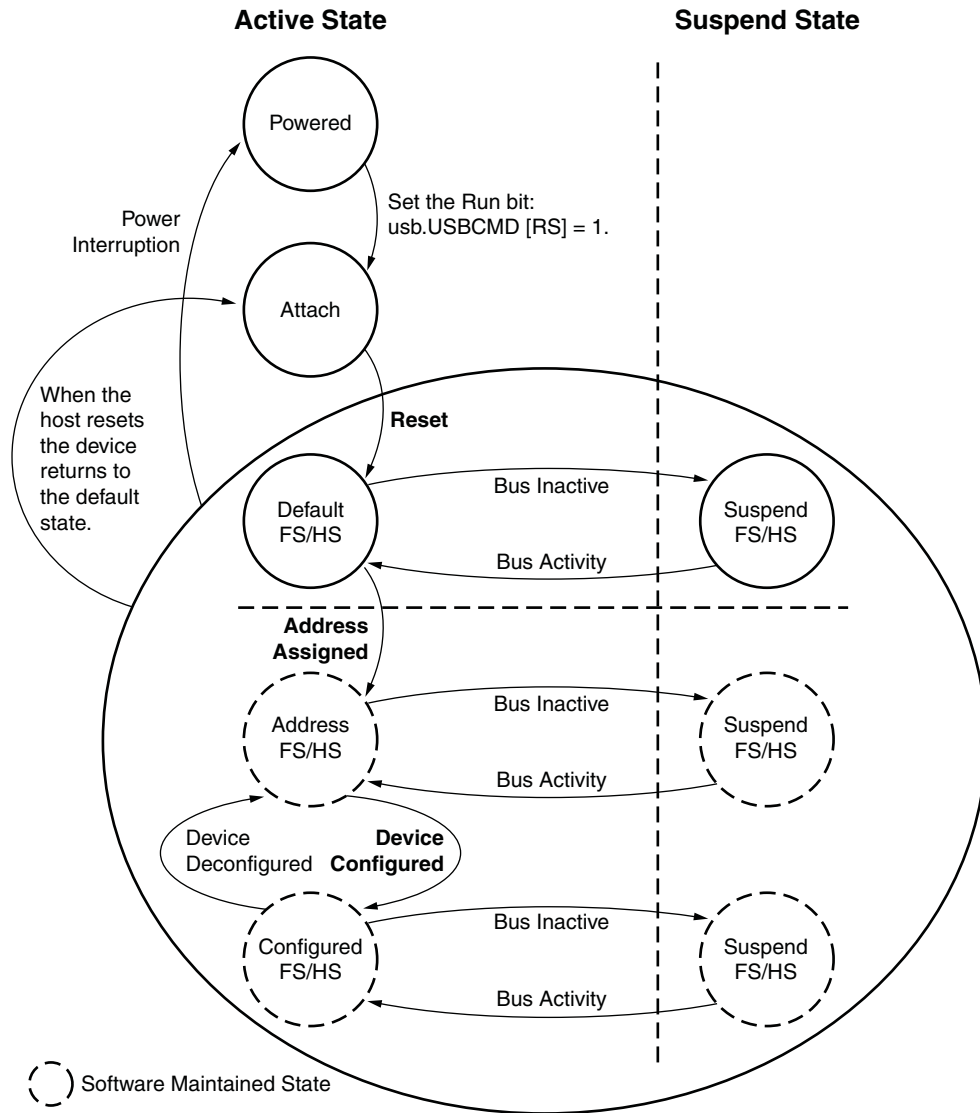 Active State
Suspend State
Powered
Set the Run bit:
usb.USBCMD [RS] = 1.
Power
Interruption
Attach
When the
host resets
the device
returns to
the default
state.
Reset
Default
FS/HS
Bus Inactive
Bus Activity
Suspend
FS/HS
Address
Assigned
Address
FS/HS
Bus Inactive
Bus Activity
Suspend
FS/HS
Device
Deconfigured
Device
Configured
Configured
FS/HS
Bus Inactive
Bus Activity
Suspend
FS/HS
Software Maintained State